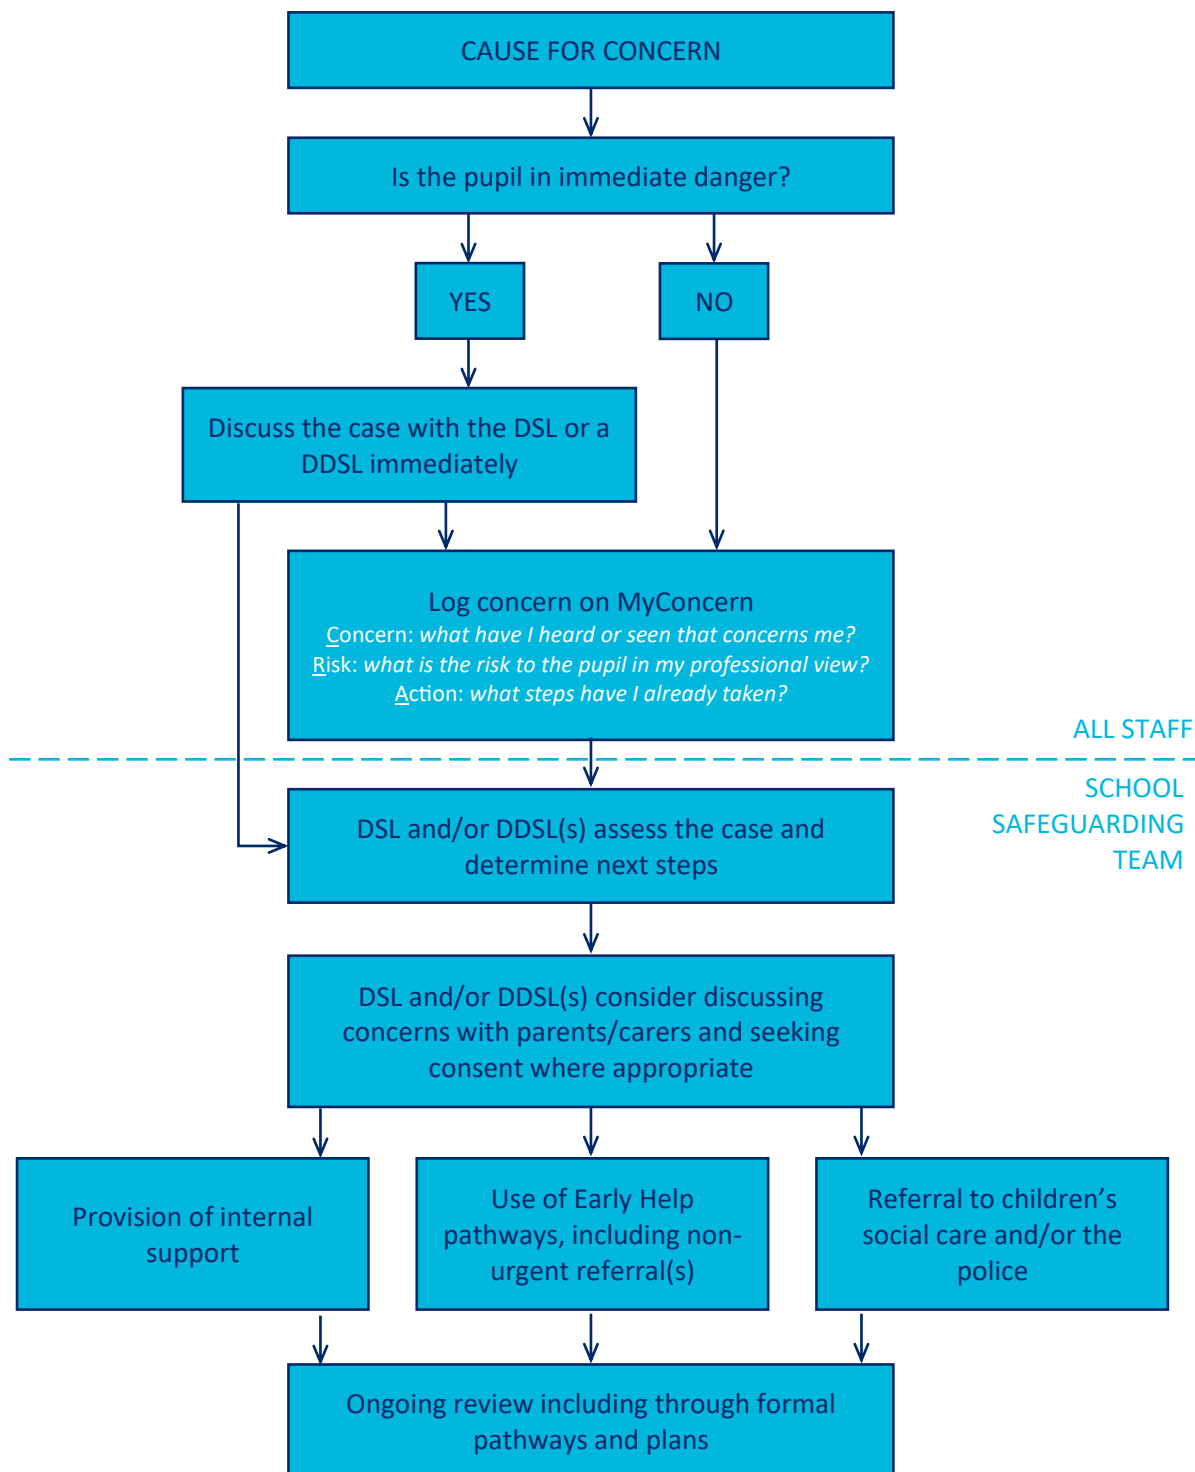 CAUSE FOR CONCERN
Is the pupil in immediate danger?
YES
NO
Discuss the case with the DSL or a
DDSL immediately
Log concern on MyConcern
Concern: what have I heard or seen that concerns me?
Risk: what is the risk to the pupil in my professional view?
Action: what steps have I already taken?
ALL STAFF
SCHOOL
SAFEGUARDING
TEAM
DSL and/or DDSL(s) assess the case and
determine next steps
DSL and/or DDSL(s) consider discussing
concerns with parents/carers and seeking
consent where appropriate
Provision of internal
support
Use of Early Help
pathways, including non-
urgent referral(s)
Referral to children’s
social care and/or the
police
Ongoing review including through formal
pathways and plans